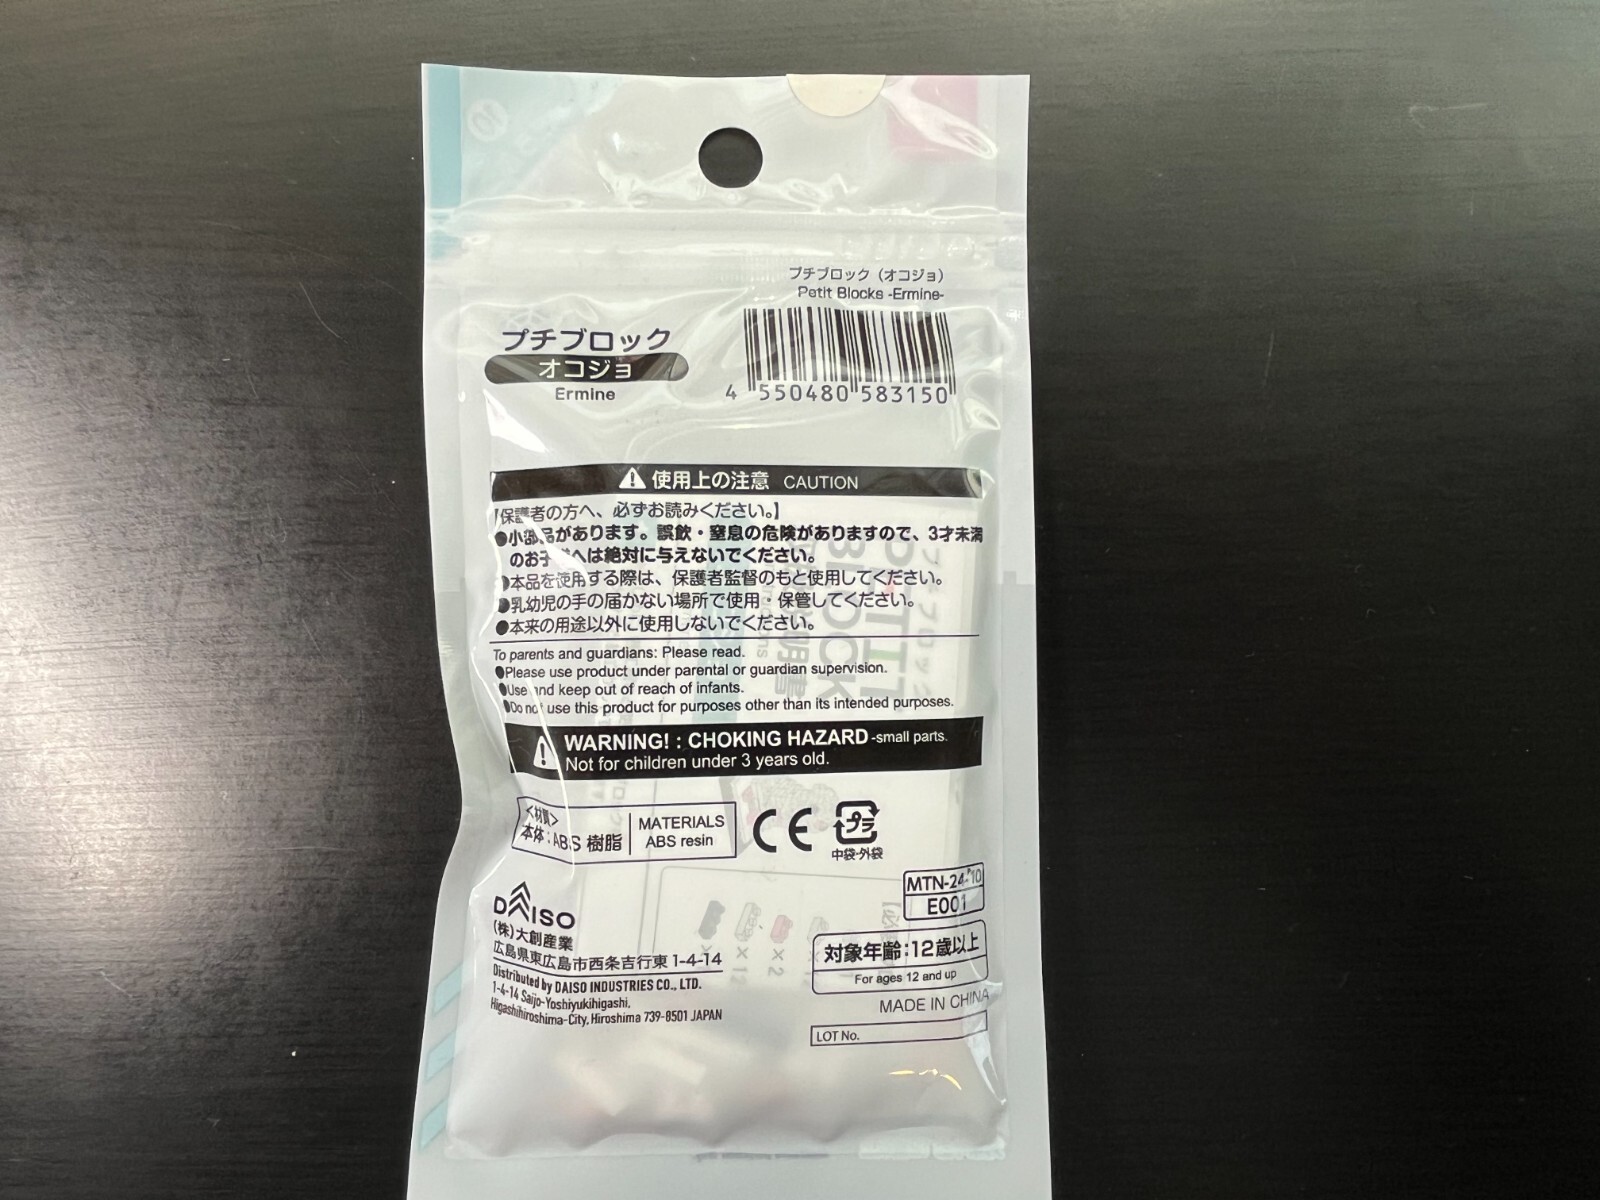 プチブロック（オコジョ）
Petit Blocks -Ermine-
プチブロック
オコジョ
Ermine
4 550480 583150
使用上の注意 CAUTION
【保護者の方へ、必ずお読みください。】
●小部品があります。誤飲・窒息の危険がありますので、3才未満
のお子様へは絶対に与えないでください。
●本品を使用する際は、保護者監督のもと使用してください。
●乳幼児の手の届かない場所で使用・保管してください。
●本来の用途以外に使用しないでください。
To parents and guardians: Please read.
●Please use product under parental or guardian supervision.
●Use and keep out of reach of infants.
●Do not use this product for purposes other than its intended purposes.
WARNING! : CHOKING HAZARD -small parts.
Not for children under 3 years old.
<材質>
本体：ABS 樹脂
MATERIALS
ABS resin
CE
プラ
中袋・外袋
MTN-24-10
E001
DAISO
(株)大創産業
広島県東広島市西条吉行東 1-4-14
Distributed by DAISO INDUSTRIES CO., LTD.
1-4-14 Saijo-Yoshiyukihigashi,
Higashihiroshima-City, Hiroshima 739-8501 JAPAN
対象年齢：12歳以上
For ages 12 and up
MADE IN CHINA
LOT No.